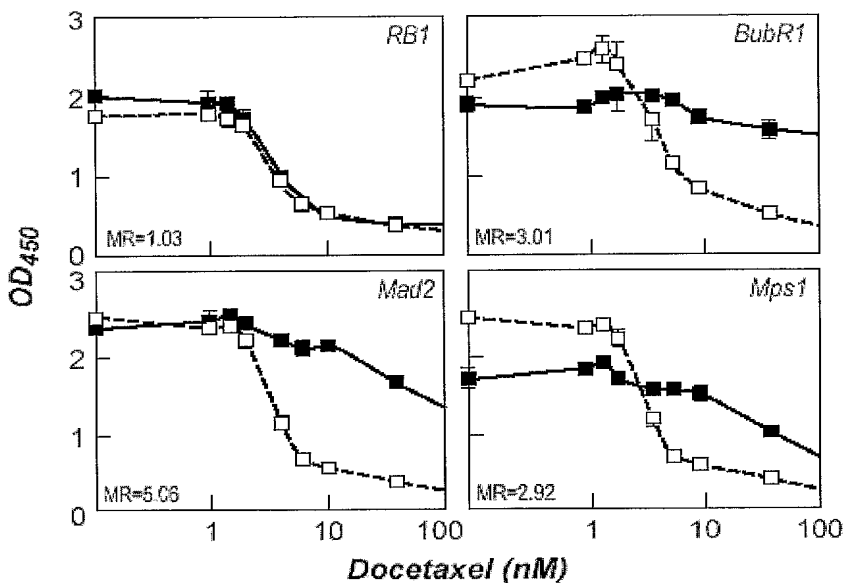 3
RB1
BubR1
2
1
0
MR=1.03
MR=3.01
OD450
3
Mad2
Mps1
2
1
0
MR=5.06
MR=2.92
1
10
100
1
10
100
Docetaxel (nM)